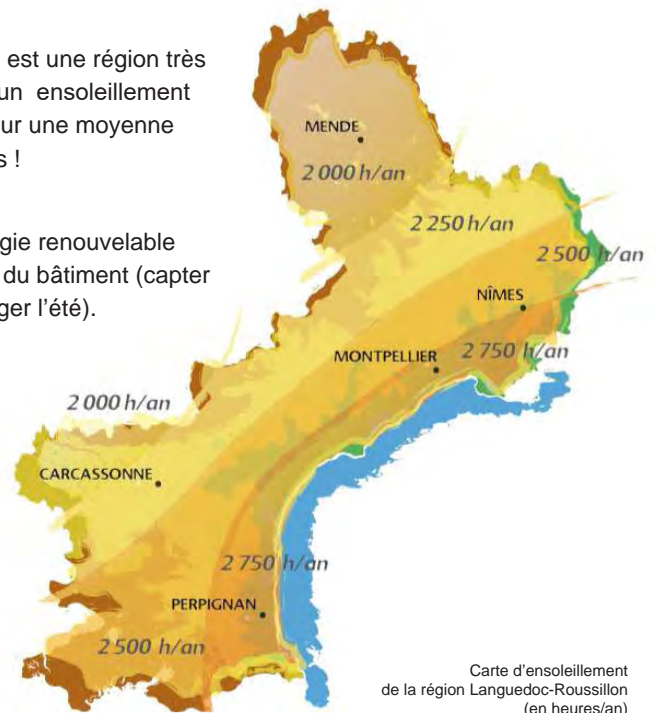 est une région très
un ensoleillement
ur une moyenne
s !
gie renouvelable
du bâtiment (capter
ger l'été).
MENDE
2 000 h/an
2 250 h/an
2 500 h/an
NÎMES
2 750 h/an
MONTPELLIER
2 000 h/an
CARCASSONNE
2 750 h/an
PERPIGNAN
2 500 h/an
Carte d'ensoleillement
de la région Languedoc-Roussillon
(en heures/an)